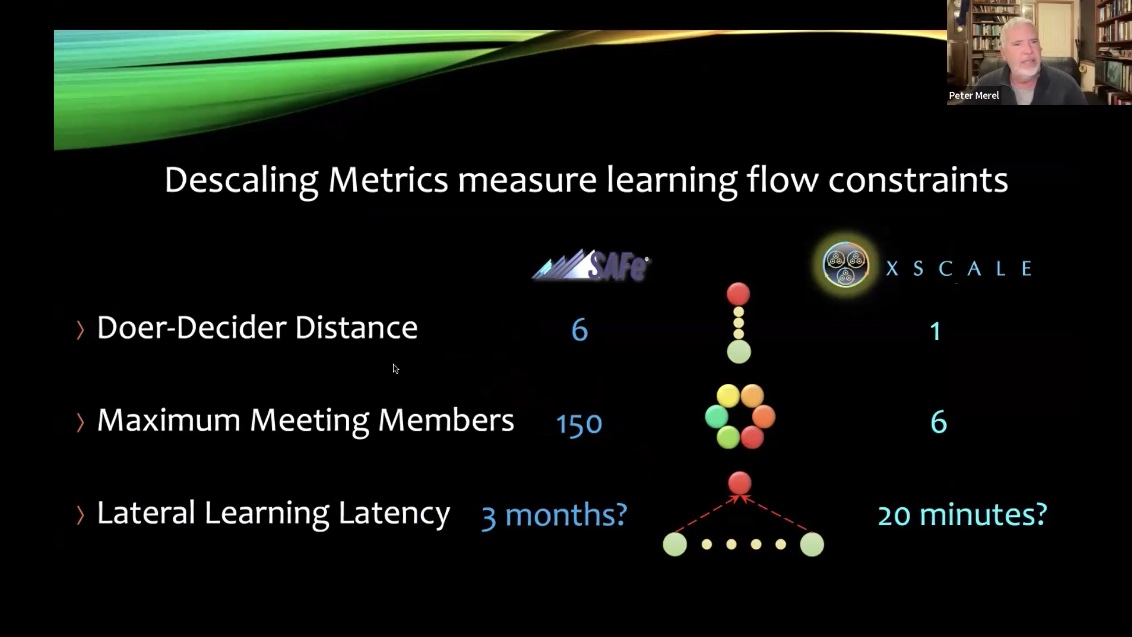 Peter Merel
Descaling Metrics measure learning flow constraints
SAFe®
XSCALE
› Doer-Decider Distance 6 1
› Maximum Meeting Members 150 6
› Lateral Learning Latency 3 months? 20 minutes?